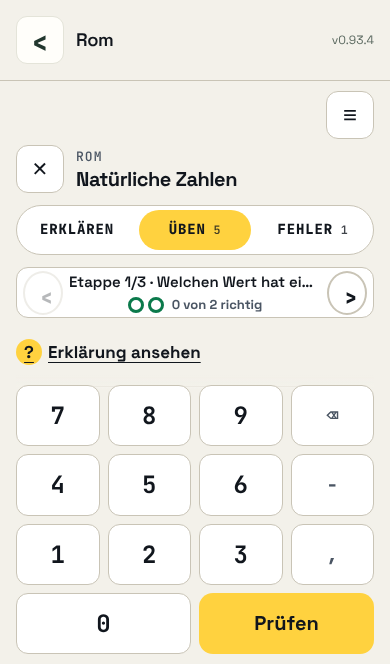 < Rom v0.93.4
≡
ROM
✕ Natürliche Zahlen
ERKLÄREN ÜBEN 5 FEHLER 1
< Etappe 1/3 · Welchen Wert hat ei... >
0 von 2 richtig
? Erklärung ansehen
7 8 9 ⌫
4 5 6 -
1 2 3 ,
0 Prüfen